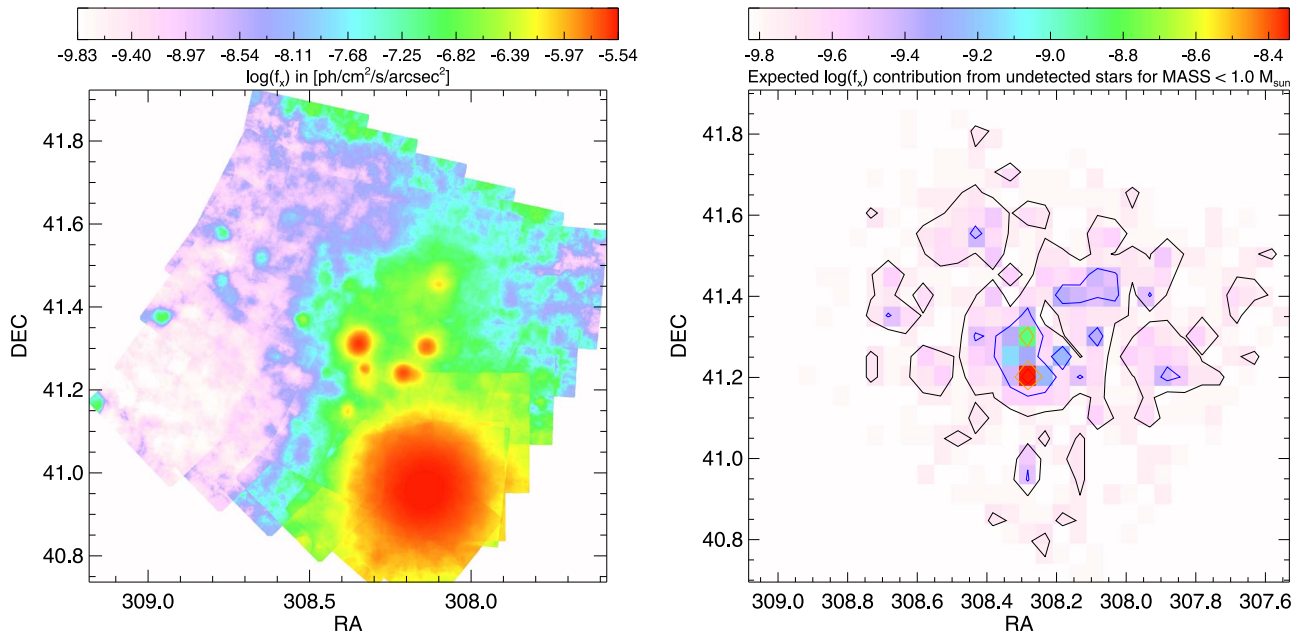 -9.83 -9.40 -8.97 -8.54 -8.11 -7.68 -7.25 -6.82 -6.39 -5.97 -5.54
log(fx) in [ph/cm²/s/arcsec²]
41.8
41.6
41.4
41.2
41.0
40.8
DEC
309.0 308.5 308.0
RA
-9.8 -9.6 -9.4 -9.2 -9.0 -8.8 -8.6 -8.4
Expected log(fx) contribution from undetected stars for MASS < 1.0 Msun
41.8
41.6
41.4
41.2
41.0
40.8
DEC
309.0 308.8 308.6 308.4 308.2 308.0 307.8 307.6
RA